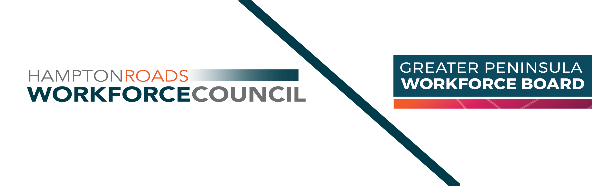 HAMPTONROADS
WORKFORCECOUNCIL
GREATER PENINSULA
WORKFORCE BOARD